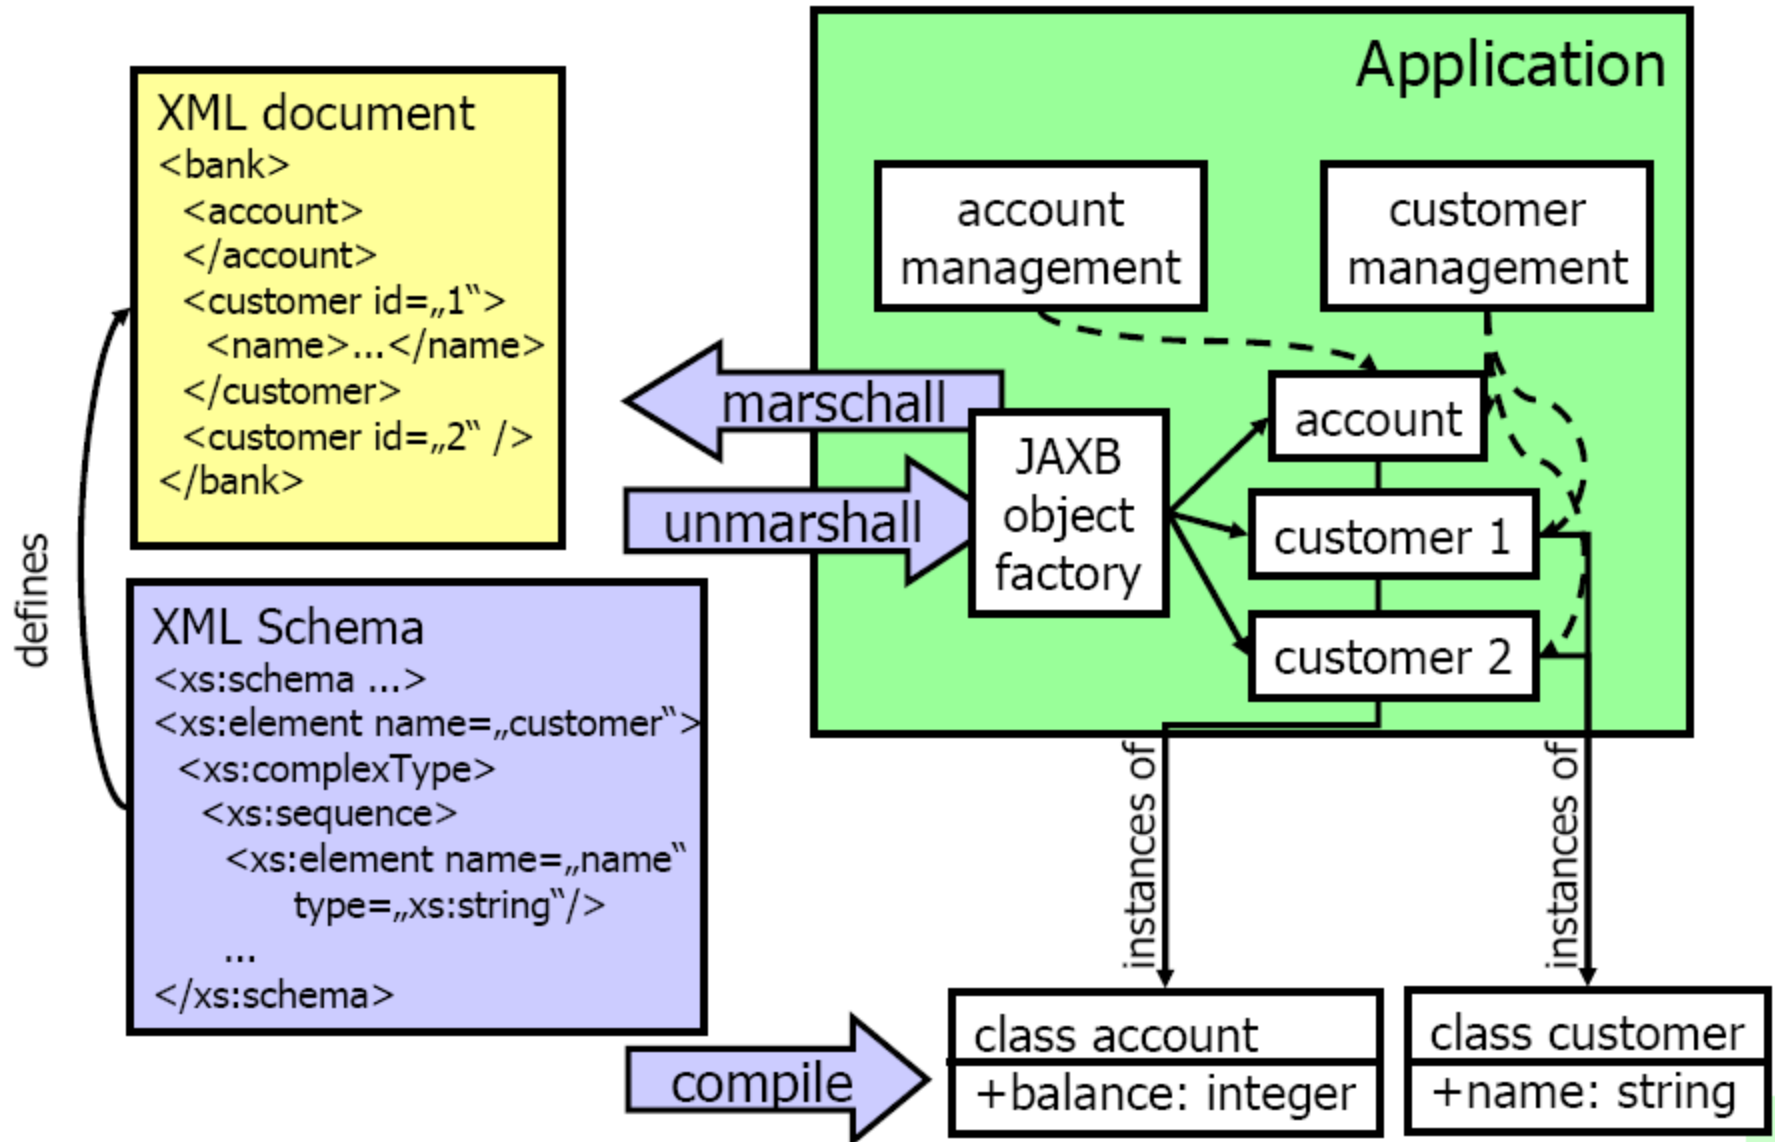 XML document
<bank>
<account>
</account>
<customer id=„1“>
<name>...</name>
</customer>
<customer id=„2“ />
</bank>
defines
XML Schema
<xs:schema ...>
<xs:element name=„customer“>
<xs:complexType>
<xs:sequence>
<xs:element name=„name“
type=„xs:string“/>
...
</xs:schema>
Application
account
management
customer
management
marschall
unmarshall
JAXB
object
factory
account
customer 1
customer 2
instances of
instances of
compile
class account
+balance: integer
class customer
+name: string